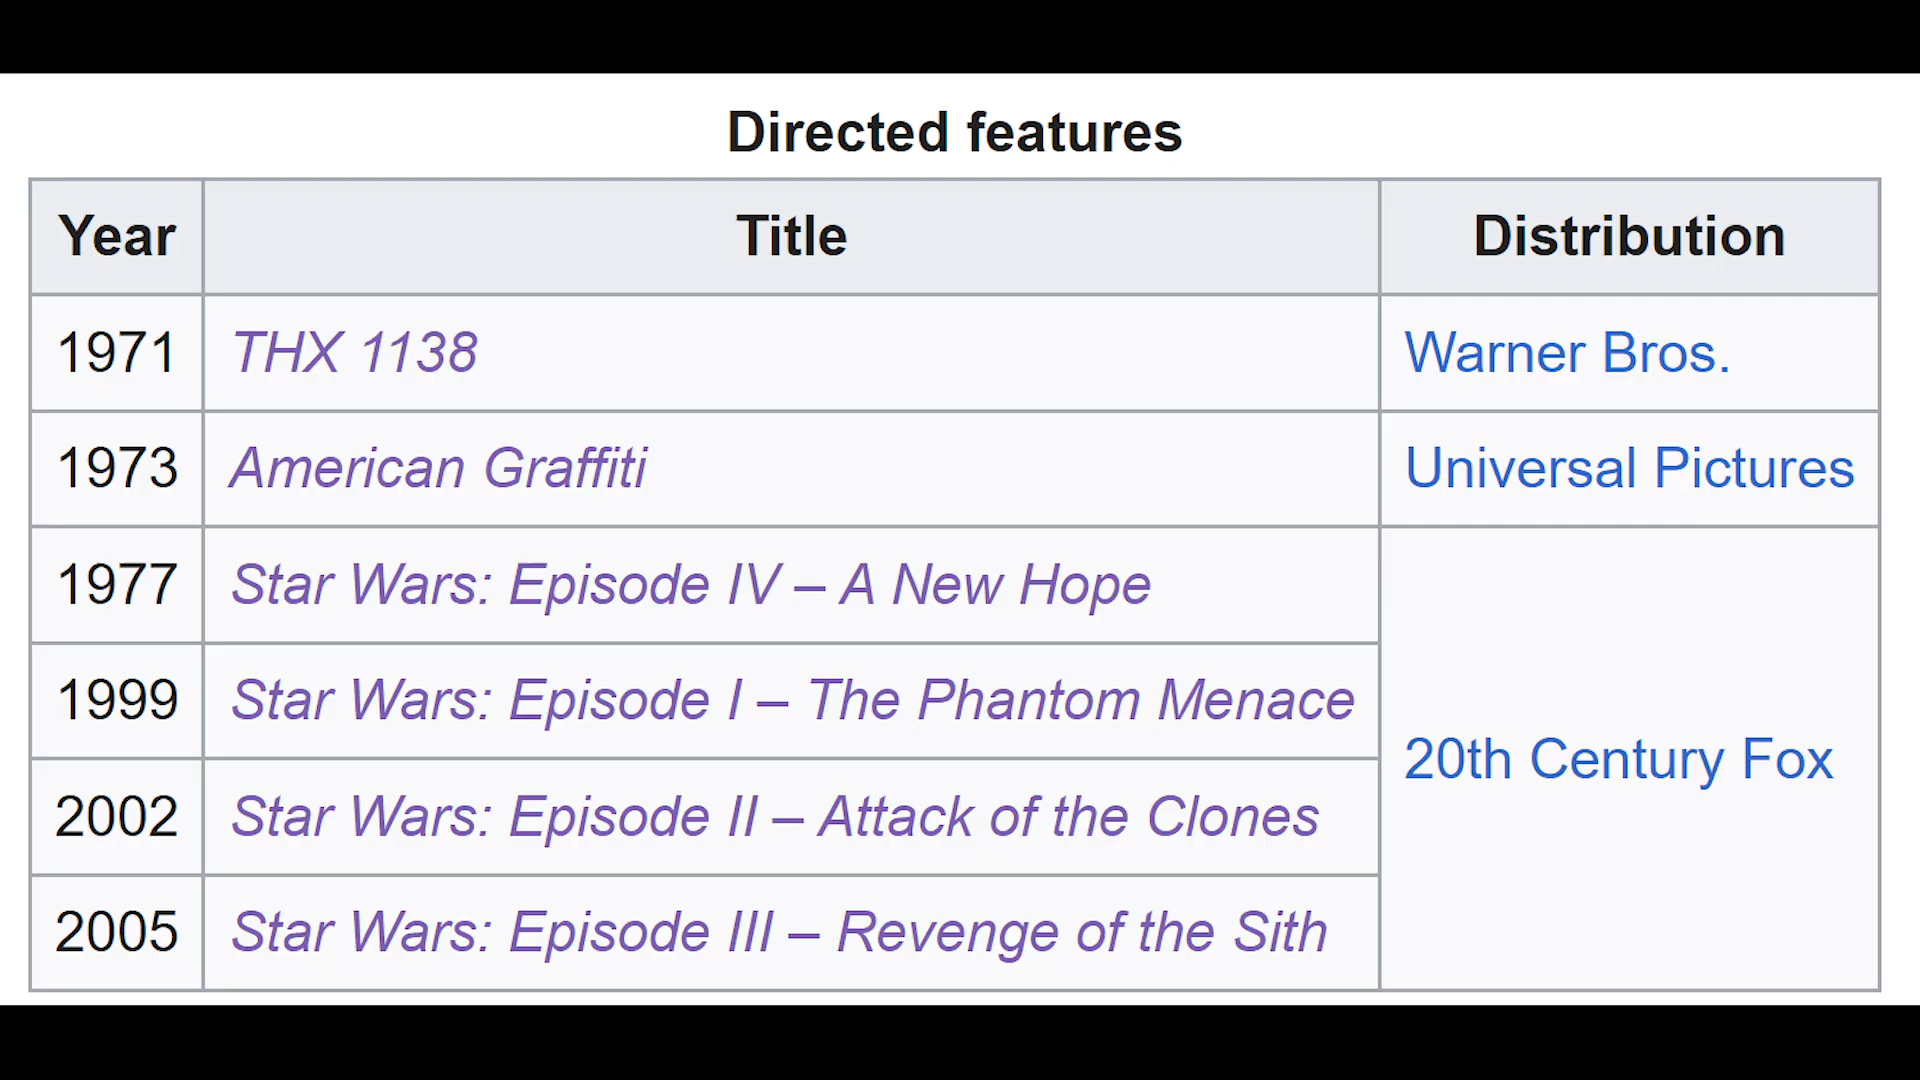 Directed features
Year Title Distribution
1971 THX 1138 Warner Bros.
1973 American Graffiti Universal Pictures
1977 Star Wars: Episode IV – A New Hope
1999 Star Wars: Episode I – The Phantom Menace
20th Century Fox
2002 Star Wars: Episode II – Attack of the Clones
2005 Star Wars: Episode III – Revenge of the Sith